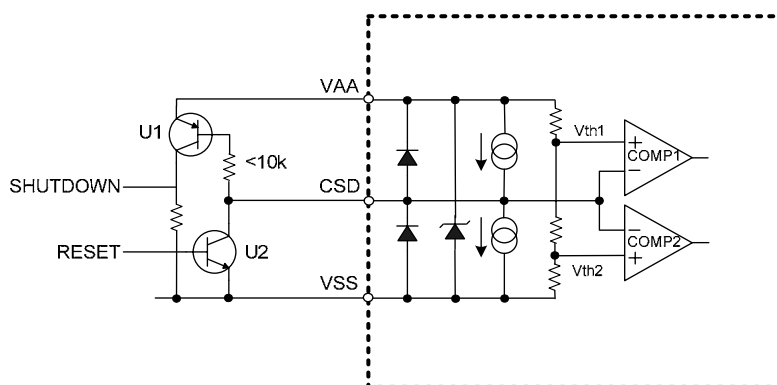 VAA
U1
<10k
Vth1
COMP1
+
−
SHUTDOWN
CSD
RESET
U2
−
COMP2
+
Vth2
VSS